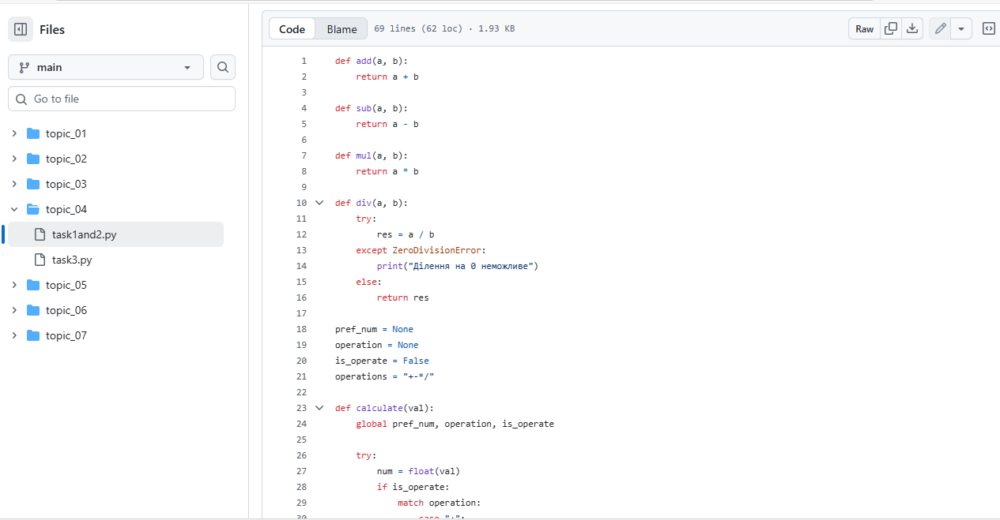 Files
main
Go to file
topic_01
topic_02
topic_03
topic_04
task1and2.py
task3.py
topic_05
topic_06
topic_07
Code Blame 69 lines (62 loc) · 1.93 KB Raw
1 def add(a, b):
2 return a + b
3
4 def sub(a, b):
5 return a - b
6
7 def mul(a, b):
8 return a * b
9
10 def div(a, b):
11 try:
12 res = a / b
13 except ZeroDivisionError:
14 print("Ділення на 0 неможливе")
15 else:
16 return res
17
18 pref_num = None
19 operation = None
20 is_operate = False
21 operations = "+-*/"
22
23 def calculate(val):
24 global pref_num, operation, is_operate
25
26 try:
27 num = float(val)
28 if is_operate:
29 match operation:
30 case "+":